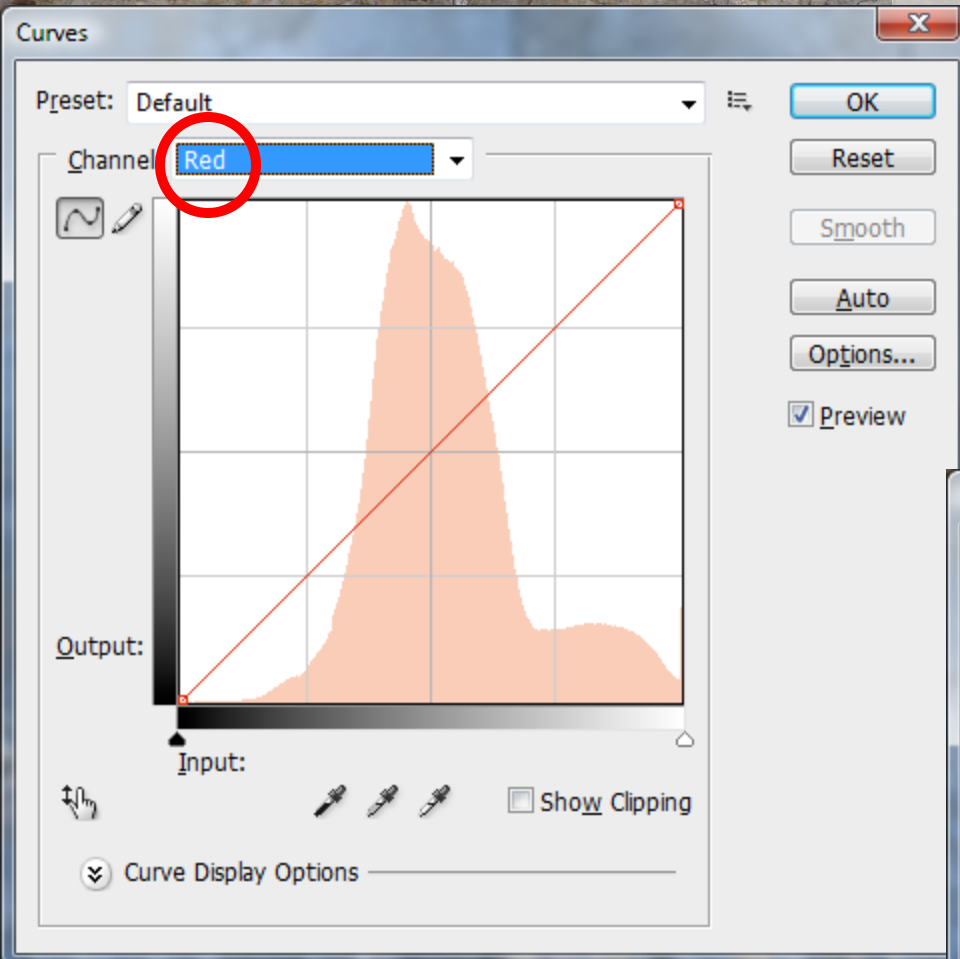 Curves
Preset: Default
OK
Channel Red
Reset
Smooth
Auto
Options...
Preview
Output:
Input:
Show Clipping
Curve Display Options